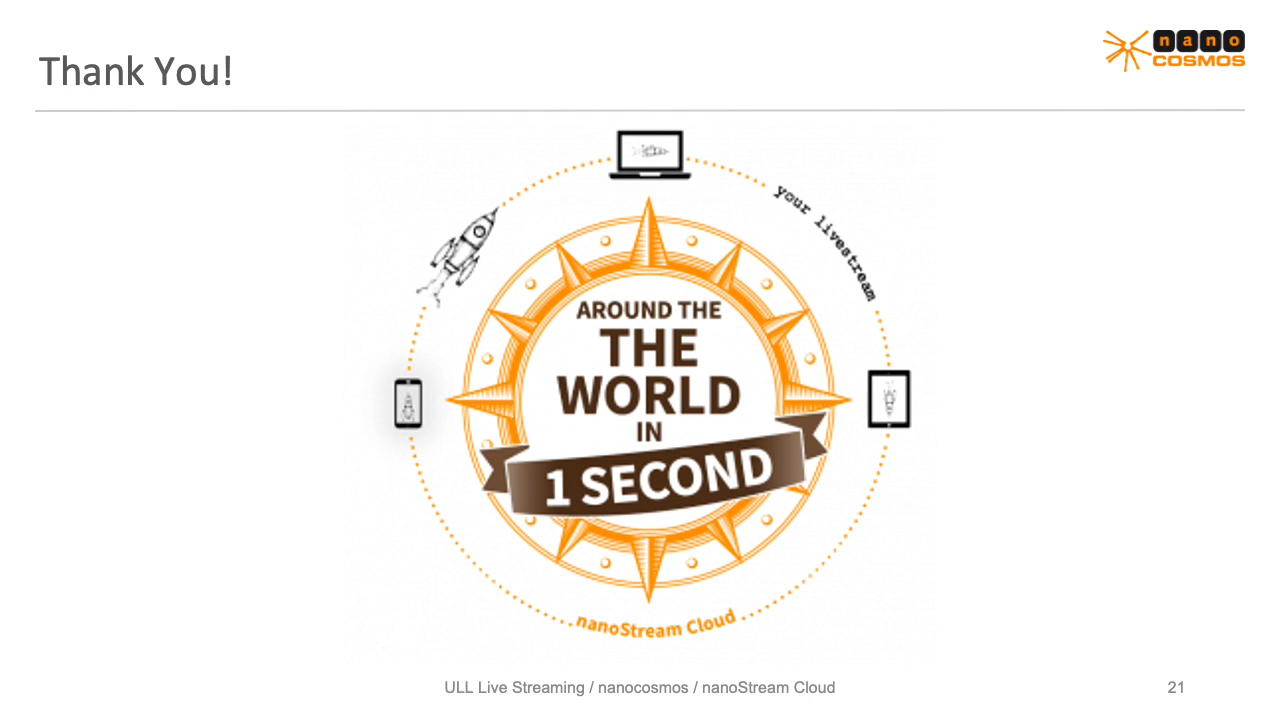 Thank You!
nano
COSMOS
your livestream
AROUND THE
THE
WORLD
IN
1 SECOND
nanoStream Cloud
ULL Live Streaming / nanocosmos / nanoStream Cloud
21